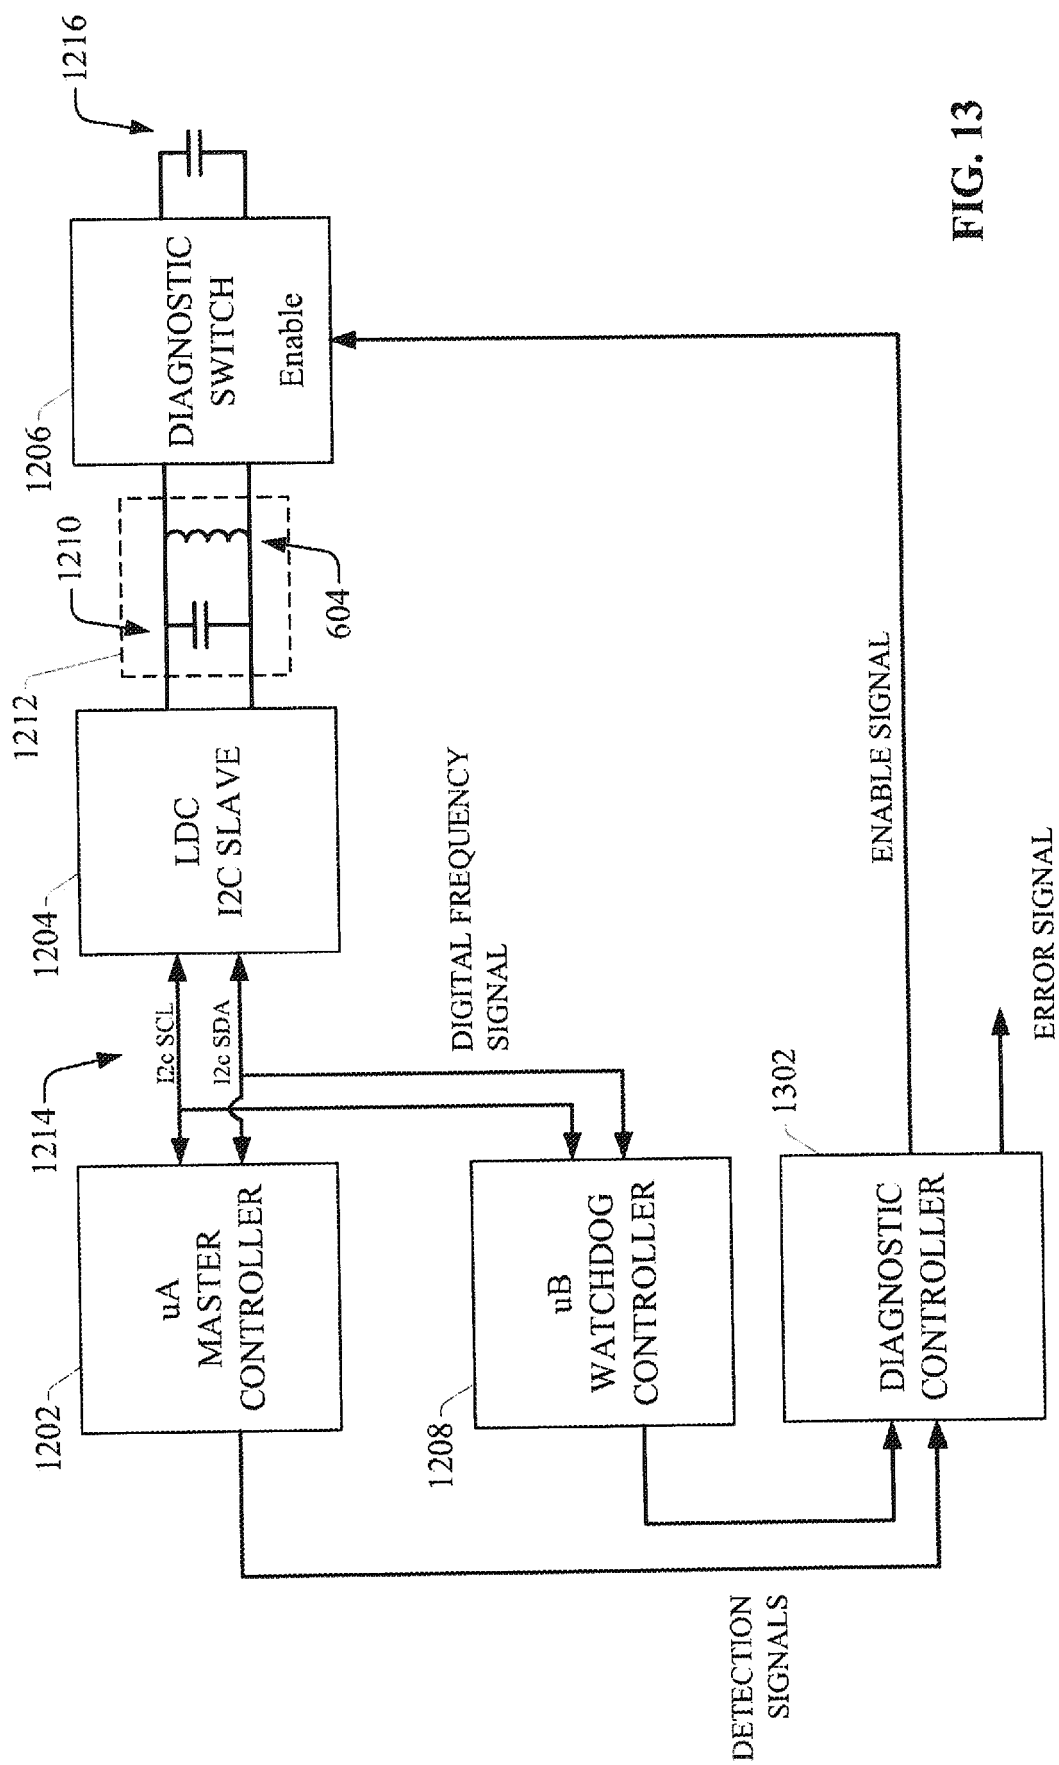 1214
1202
uA
MASTER
CONTROLLER
I2c SCL
I2c SDA
1204
LDC
I2C SLAVE
1212
1210
604
1206
DIAGNOSTIC
SWITCH
Enable
1216
DIGITAL FREQUENCY
SIGNAL
1208
uB
WATCHDOG
CONTROLLER
DETECTION
SIGNALS
1302
DIAGNOSTIC
CONTROLLER
ENABLE SIGNAL
ERROR SIGNAL
FIG. 13